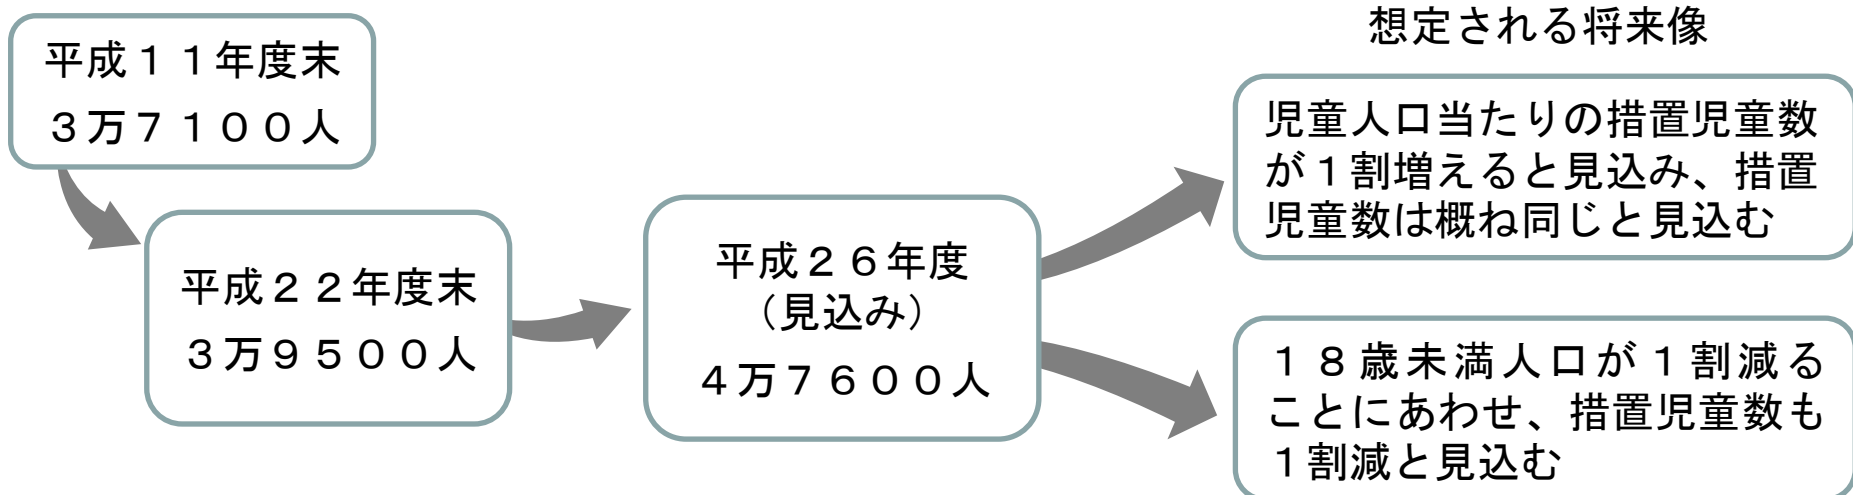 平成１１年度末
３万７１００人
平成２２年度末
３万９５００人
平成２６年度
（見込み）
４万７６００人
想定される将来像
児童人口当たりの措置児童数
が１割増えると見込み、措置
児童数は概ね同じと見込む
１８歳未満人口が１割減る
ことにあわせ、措置児童数も
１割減と見込む